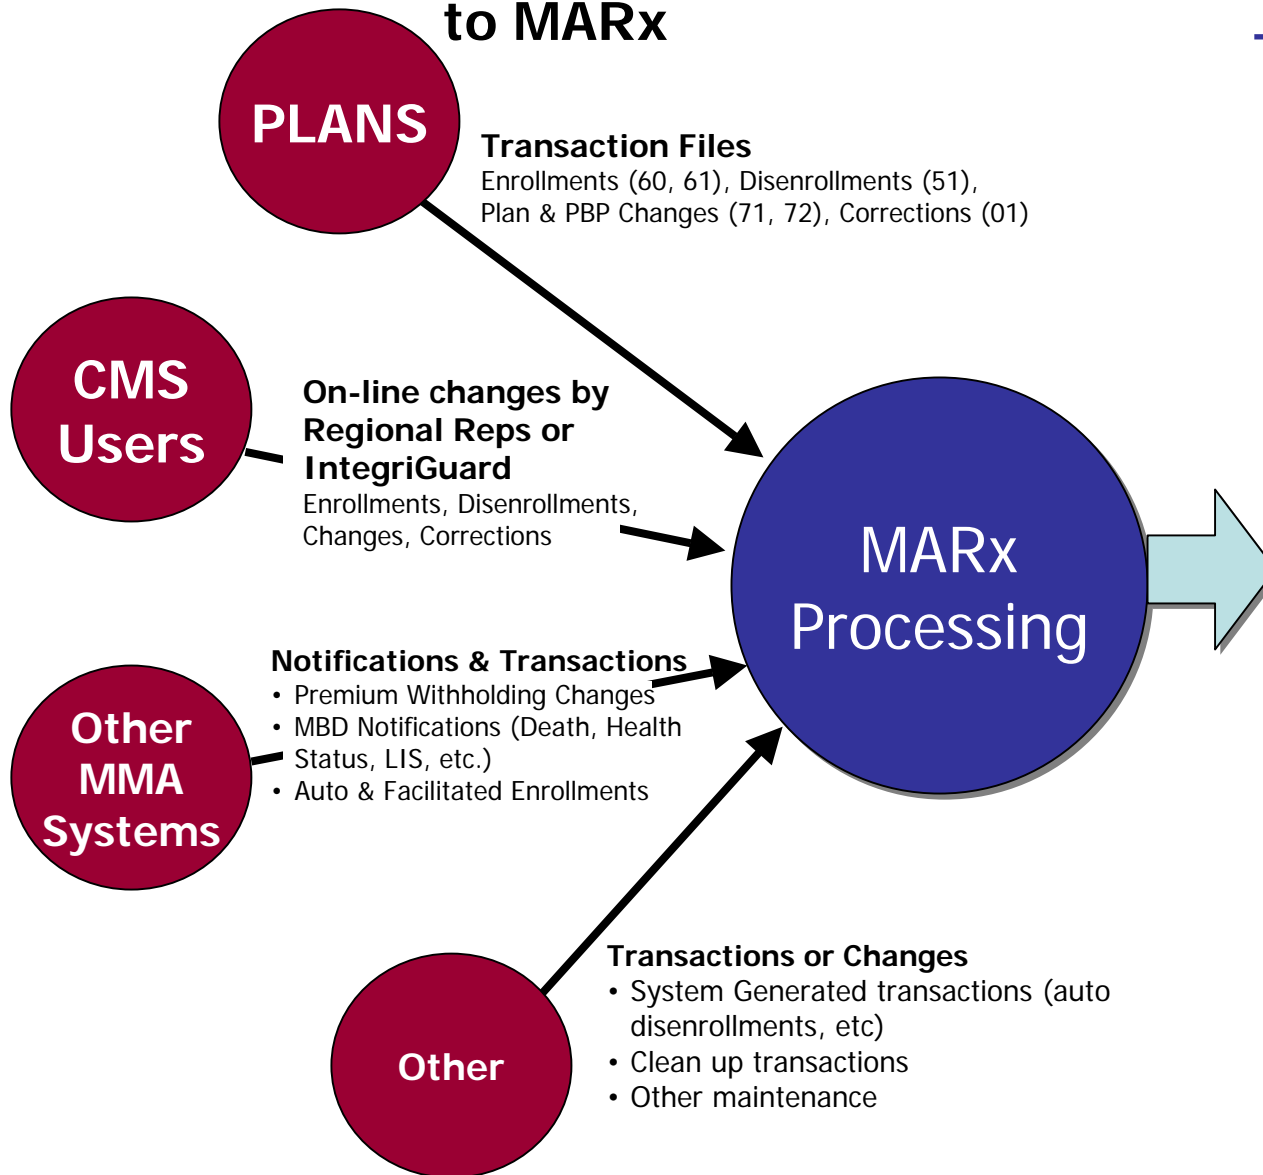 to MARx
PLANS
Transaction Files
Enrollments (60, 61), Disenrollments (51),
Plan & PBP Changes (71, 72), Corrections (01)
CMS
Users
On-line changes by
Regional Reps or
IntegriGuard
Enrollments, Disenrollments,
Changes, Corrections
MARx
Processing
Other
MMA
Systems
Notifications & Transactions
• Premium Withholding Changes
• MBD Notifications (Death, Health
Status, LIS, etc.)
• Auto & Facilitated Enrollments
Other
Transactions or Changes
• System Generated transactions (auto
disenrollments, etc)
• Clean up transactions
• Other maintenance